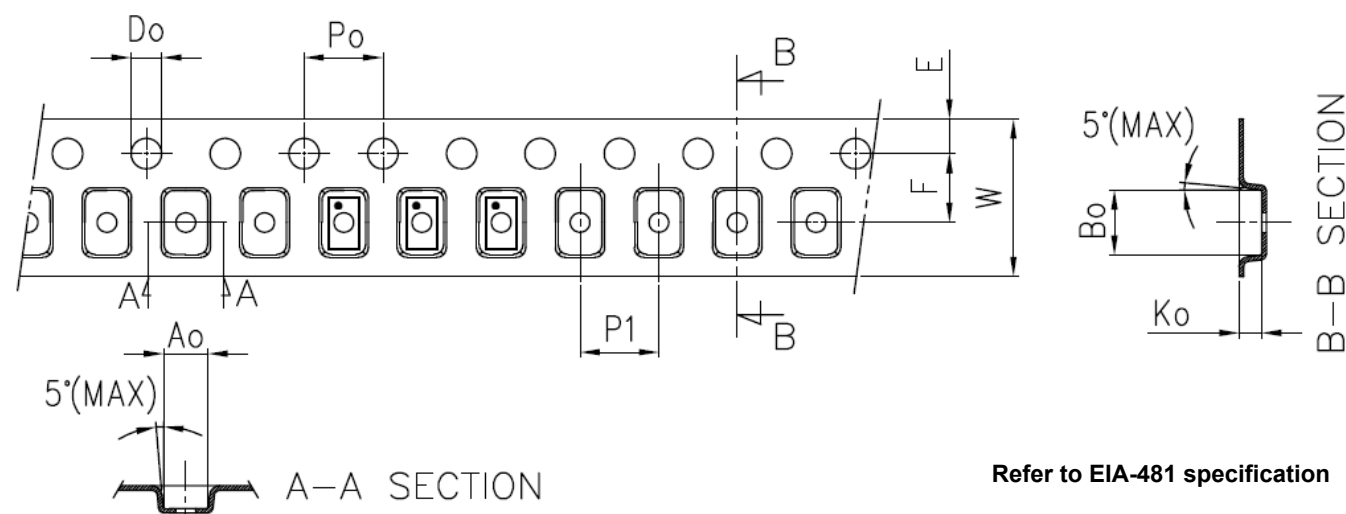 Do
Po
B
E
5°(MAX)
F
W
Bo
A
A
P1
B
Ko
B-B SECTION
Ao
5°(MAX)
A-A SECTION
Refer to EIA-481 specification